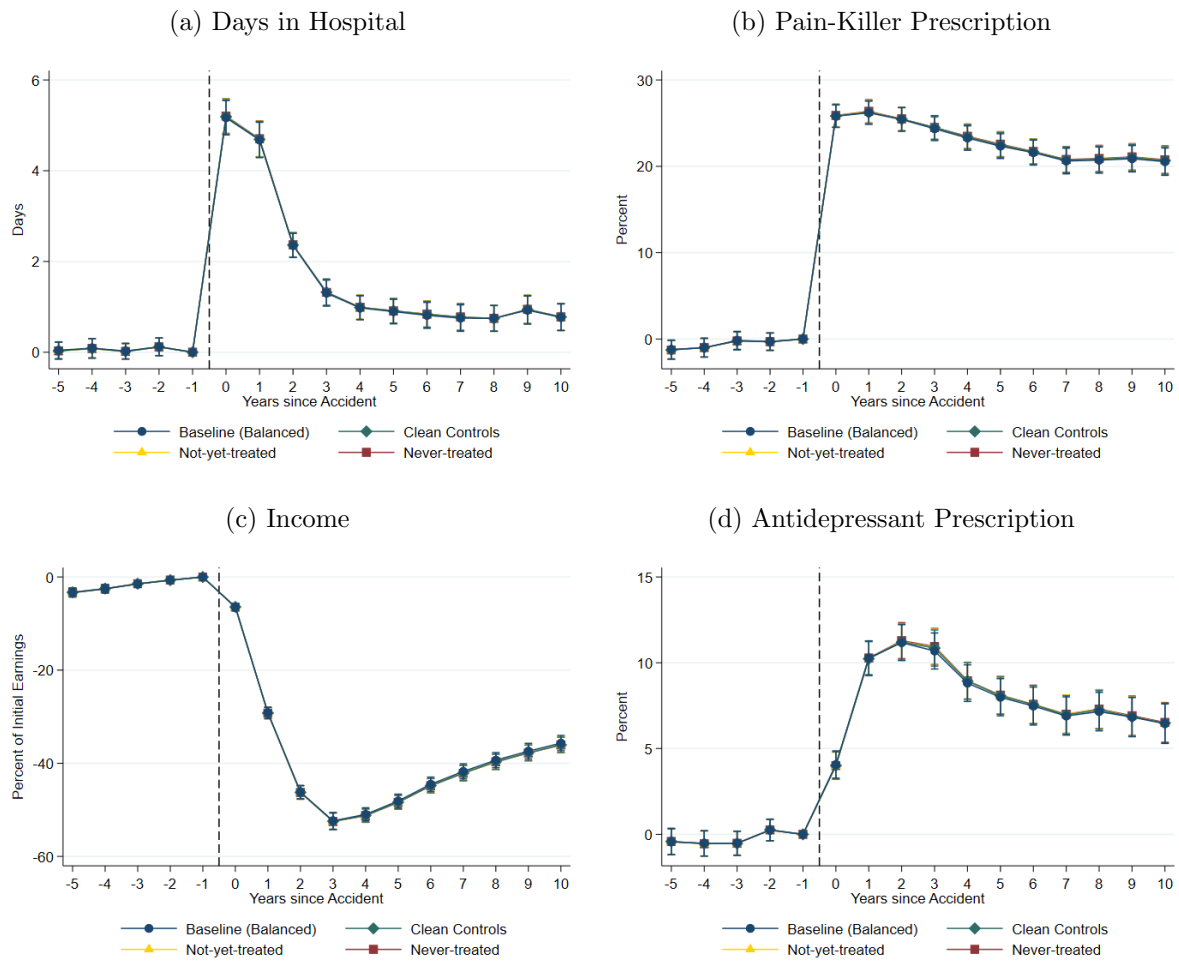 (a) Days in Hospital
Days
6
4
2
0
-5 -4 -3 -2 -1 0 1 2 3 4 5 6 7 8 9 10
Years since Accident
Baseline (Balanced) Clean Controls
Not-yet-treated Never-treated
(b) Pain-Killer Prescription
Percent
30
20
10
0
-5 -4 -3 -2 -1 0 1 2 3 4 5 6 7 8 9 10
Years since Accident
Baseline (Balanced) Clean Controls
Not-yet-treated Never-treated
(c) Income
Percent of Initial Earnings
0
-20
-40
-60
-5 -4 -3 -2 -1 0 1 2 3 4 5 6 7 8 9 10
Years since Accident
Baseline (Balanced) Clean Controls
Not-yet-treated Never-treated
(d) Antidepressant Prescription
Percent
15
10
5
0
-5 -4 -3 -2 -1 0 1 2 3 4 5 6 7 8 9 10
Years since Accident
Baseline (Balanced) Clean Controls
Not-yet-treated Never-treated